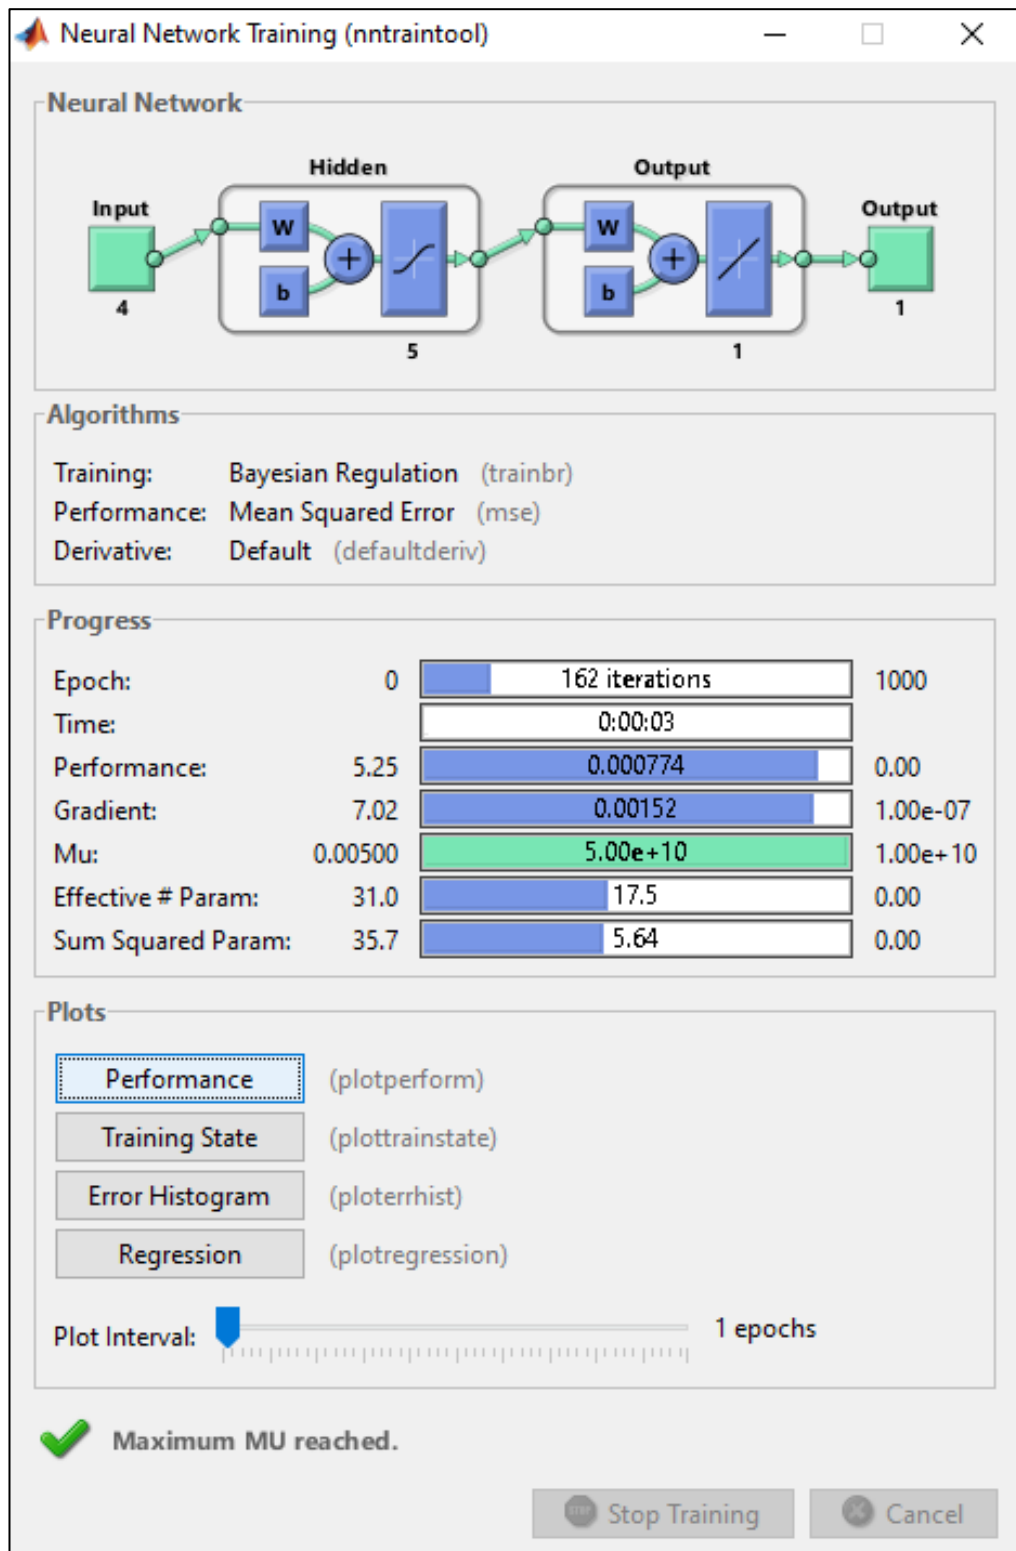 Neural Network Training (nntraintool)
Neural Network
Hidden
Output
Input
Output
W
W
b
b
4
5
1
1
Algorithms
Training: Bayesian Regulation (trainbr)
Performance: Mean Squared Error (mse)
Derivative: Default (defaultderiv)
Progress
Epoch: 0 162 iterations 1000
Time: 0:00:03
Performance: 5.25 0.000774 0.00
Gradient: 7.02 0.00152 1.00e-07
Mu: 0.00500 5.00e+10 1.00e+10
Effective # Param: 31.0 17.5 0.00
Sum Squared Param: 35.7 5.64 0.00
Plots
Performance (plotperform)
Training State (plottrainstate)
Error Histogram (ploterrhist)
Regression (plotregression)
Plot Interval: 1 epochs
Maximum MU reached.
STOP Stop Training Cancel